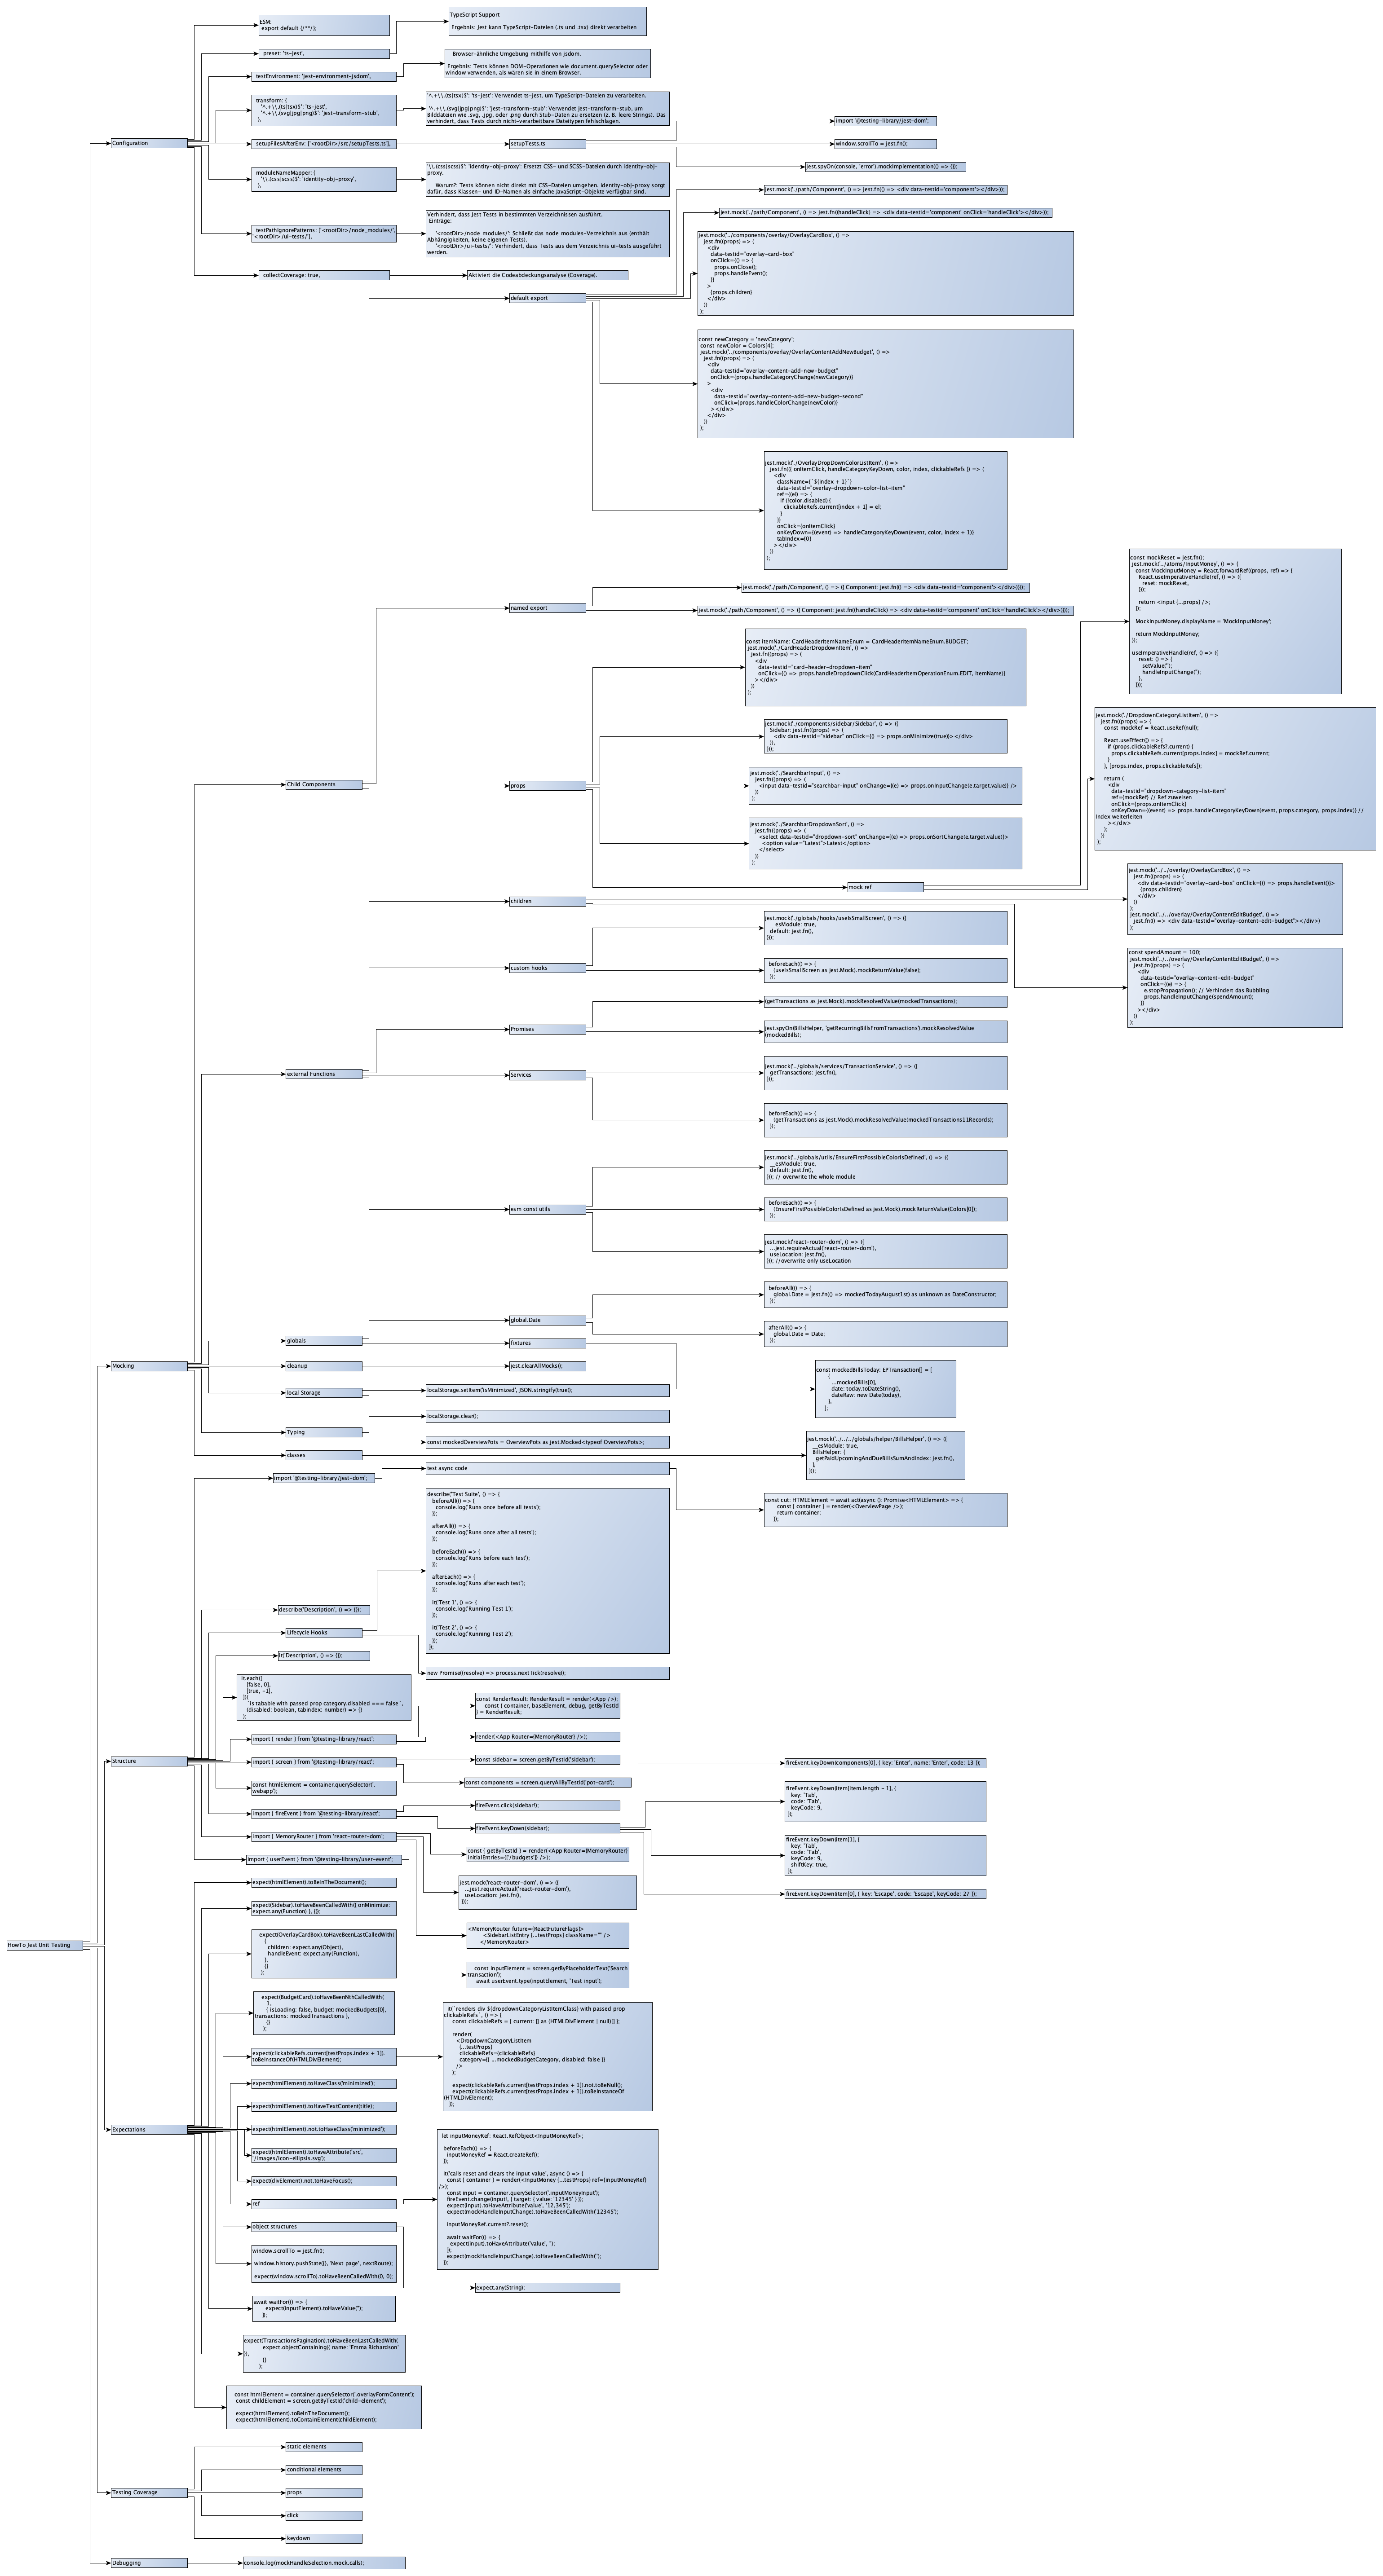 ESM:
export default {/**/};
TypeScript Support
Ergebnis: Jest kann TypeScript-Dateien (.ts und .tsx) direkt verarbeiten
preset: 'ts-jest',
Browser-ähnliche Umgebung mithilfe von jsdom.
Ergebnis: Tests können DOM-Operationen wie document.querySelector oder
window verwenden, als wären sie in einem Browser.
testEnvironment: 'jest-environment-jsdom',
transform: {
'^.+\\.(ts|tsx)$': 'ts-jest',
'^.+\\.(svg|jpg|png)$': 'jest-transform-stub',
},
'^.+\\.(ts|tsx)$': 'ts-jest': Verwendet ts-jest, um TypeScript-Dateien zu verarbeiten.
'^.+\\.(svg|jpg|png)$': 'jest-transform-stub': Verwendet jest-transform-stub, um
Bilddateien wie .svg, .jpg, oder .png durch Stub-Daten zu ersetzen (z. B. leere Strings). Das
verhindert, dass Tests durch nicht-verarbeitbare Dateitypen fehlschlagen.
Configuration
setupFilesAfterEnv: ['<rootDir>/src/setupTests.ts'],
setupTests.ts
import '@testing-library/jest-dom';
window.scrollTo = jest.fn();
jest.spyOn(console, 'error').mockImplementation(() => {});
moduleNameMapper: {
'\\.(css|scss)$': 'identity-obj-proxy',
},
'\\.(css|scss)$': 'identity-obj-proxy': Ersetzt CSS- und SCSS-Dateien durch identity-obj-
proxy.
Warum?: Tests können nicht direkt mit CSS-Dateien umgehen. identity-obj-proxy sorgt
dafür, dass Klassen- und ID-Namen als einfache JavaScript-Objekte verfügbar sind.
testPathIgnorePatterns: ['<rootDir>/node_modules/',
'<rootDir>/ui-tests/'],
Verhindert, dass Jest Tests in bestimmten Verzeichnissen ausführt.
Einträge:
'<rootDir>/node_modules/': Schließt das node_modules-Verzeichnis aus (enthält
Abhängigkeiten, keine eigenen Tests).
'<rootDir>/ui-tests/': Verhindert, dass Tests aus dem Verzeichnis ui-tests ausgeführt
werden.
collectCoverage: true,
Aktiviert die Codeabdeckungsanalyse (Coverage).
default export
jest.mock('./path/Component', () => jest.fn(() => <div data-testid='component'></div>));
jest.mock('./path/Component', () => jest.fn((handleClick) => <div data-testid='component' onClick='handleClick'></div>));
jest.mock('../components/overlay/OverlayCardBox', () =>
jest.fn((props) => (
<div
data-testid="overlay-card-box"
onClick={() => {
props.onClose();
props.handleEvent();
}}
>
{props.children}
</div>
))
);
const newCategory = 'newCategory';
const newColor = Colors[4];
jest.mock('../components/overlay/OverlayContentAddNewBudget', () =>
jest.fn((props) => (
<div
data-testid="overlay-content-add-new-budget"
onClick={props.handleCategoryChange(newCategory)}
>
<div
data-testid="overlay-content-add-new-budget-second"
onClick={props.handleColorChange(newColor)}
></div>
</div>
))
);
jest.mock('./OverlayDropDownColorListItem', () =>
jest.fn(({ onItemClick, handleCategoryKeyDown, color, index, clickableRefs }) => (
<div
className={`${index + 1}`}
data-testid="overlay-dropdown-color-list-item"
ref={(el) => {
if (!color.disabled) {
clickableRefs.current[index + 1] = el;
}
}}
onClick={onItemClick}
onKeyDown={(event) => handleCategoryKeyDown(event, color, index + 1)}
tabIndex={0}
></div>
))
);
named export
jest.mock('./path/Component', () => ({ Component: jest.fn(() => <div data-testid='component'></div>)}));
jest.mock('./path/Component', () => ({ Component: jest.fn((handleClick) => <div data-testid='component' onClick='handleClick'></div>)}));
Child Components
props
const itemName: CardHeaderItemNameEnum = CardHeaderItemNameEnum.BUDGET;
jest.mock('./CardHeaderDropdownItem', () =>
jest.fn((props) => (
<div
data-testid="card-header-dropdown-item"
onClick={() => props.handleDropdownClick(CardHeaderItemOperationEnum.EDIT, itemName)}
></div>
))
);
jest.mock('./components/sidebar/Sidebar', () => ({
Sidebar: jest.fn((props) => (
<div data-testid="sidebar" onClick={() => props.onMinimize(true)}></div>
)),
}));
jest.mock('./SearchbarInput', () =>
jest.fn((props) => (
<input data-testid="searchbar-input" onChange={(e) => props.onInputChange(e.target.value)} />
))
);
jest.mock('./SearchbarDropdownSort', () =>
jest.fn((props) => (
<select data-testid="dropdown-sort" onChange={(e) => props.onSortChange(e.target.value)}>
<option value="Latest">Latest</option>
</select>
))
);
mock ref
const mockReset = jest.fn();
jest.mock('../atoms/InputMoney', () => {
const MockInputMoney = React.forwardRef((props, ref) => {
React.useImperativeHandle(ref, () => ({
reset: mockReset,
}));
return <input {...props} />;
});
MockInputMoney.displayName = 'MockInputMoney';
return MockInputMoney;
});
useImperativeHandle(ref, () => ({
reset: () => {
setValue('');
handleInputChange('');
},
}));
jest.mock('./DropdownCategoryListItem', () =>
jest.fn((props) => {
const mockRef = React.useRef(null);
React.useEffect(() => {
if (props.clickableRefs?.current) {
props.clickableRefs.current[props.index] = mockRef.current;
}
}, [props.index, props.clickableRefs]);
return (
<div
data-testid="dropdown-category-list-item"
ref={mockRef} // Ref zuweisen
onClick={props.onItemClick}
onKeyDown={(event) => props.handleCategoryKeyDown(event, props.category, props.index)} //
Index weiterleiten
></div>
);
})
);
children
jest.mock('../../overlay/OverlayCardBox', () =>
jest.fn((props) => (
<div data-testid="overlay-card-box" onClick={() => props.handleEvent()}>
{props.children}
</div>
))
);
jest.mock('../../overlay/OverlayContentEditBudget', () =>
jest.fn(() => <div data-testid="overlay-content-edit-budget"></div>)
);
const spendAmount = 100;
jest.mock('../../overlay/OverlayContentEditBudget', () =>
jest.fn((props) => (
<div
data-testid="overlay-content-edit-budget"
onClick={(e) => {
e.stopPropagation(); // Verhindert das Bubbling
props.handleInputChange(spendAmount);
}}
></div>
))
);
custom hooks
jest.mock('./globals/hooks/useIsSmallScreen', () => ({
__esModule: true,
default: jest.fn(),
}));
beforeEach(() => {
(useIsSmallScreen as jest.Mock).mockReturnValue(false);
});
Promises
(getTransactions as jest.Mock).mockResolvedValue(mockedTransactions);
jest.spyOn(BillsHelper, 'getRecurringBillsFromTransactions').mockResolvedValue
(mockedBills);
external Functions
Services
jest.mock('../globals/services/TransactionService', () => ({
getTransactions: jest.fn(),
}));
beforeEach(() => {
(getTransactions as jest.Mock).mockResolvedValue(mockedTransactions11Records);
});
esm const utils
jest.mock('../globals/utils/EnsureFirstPossibleColorIsDefined', () => ({
__esModule: true,
default: jest.fn(),
})); // overwrite the whole module
beforeEach(() => {
(EnsureFirstPossibleColorIsDefined as jest.Mock).mockReturnValue(Colors[0]);
});
jest.mock('react-router-dom', () => ({
...jest.requireActual('react-router-dom'),
useLocation: jest.fn(),
})); //overwrite only useLocation
globals
global.Date
beforeAll(() => {
global.Date = jest.fn(() => mockedTodayAugust1st) as unknown as DateConstructor;
});
afterAll(() => {
global.Date = Date;
});
fixtures
const mockedBillsToday: EPTransaction[] = [
{
...mockedBills[0],
date: today.toDateString(),
dateRaw: new Date(today),
},
];
Mocking
cleanup
jest.clearAllMocks();
local Storage
localStorage.setItem('isMinimized', JSON.stringify(true));
localStorage.clear();
Typing
const mockedOverviewPots = OverviewPots as jest.Mocked<typeof OverviewPots>;
classes
jest.mock('../../../../globals/helper/BillsHelper', () => ({
__esModule: true,
BillsHelper: {
getPaidUpcomingAndDueBillsSumAndIndex: jest.fn(),
},
}));
import '@testing-library/jest-dom';
test async code
const cut: HTMLElement = await act(async (): Promise<HTMLElement> => {
const { container } = render(<OverviewPage />);
return container;
});
describe('Description', () => {});
Lifecycle Hooks
describe('Test Suite', () => {
beforeAll(() => {
console.log('Runs once before all tests');
});
afterAll(() => {
console.log('Runs once after all tests');
});
beforeEach(() => {
console.log('Runs before each test');
});
afterEach(() => {
console.log('Runs after each test');
});
it('Test 1', () => {
console.log('Running Test 1');
});
it('Test 2', () => {
console.log('Running Test 2');
});
});
new Promise((resolve) => process.nextTick(resolve));
it('Description', () => {});
it.each([
[false, 0],
[true, -1],
])(
`is tabable with passed prop category.disabled === false`,
(disabled: boolean, tabindex: number) => {}
);
Structure
import { render } from '@testing-library/react';
const RenderResult: RenderResult = render(<App />);
const { container, baseElement, debug, getByTestId
} = RenderResult;
render(<App Router={MemoryRouter} />);
import { screen } from '@testing-library/react';
const sidebar = screen.getByTestId('sidebar');
const components = screen.queryAllByTestId('pot-card');
const htmlElement = container.querySelector('.
webapp');
import { fireEvent } from '@testing-library/react';
fireEvent.click(sidebar!);
fireEvent.keyDown(sidebar);
fireEvent.keyDown(components[0], { key: 'Enter', name: 'Enter', code: 13 });
fireEvent.keyDown(item[item.length - 1], {
key: 'Tab',
code: 'Tab',
keyCode: 9,
});
fireEvent.keyDown(item[1], {
key: 'Tab',
code: 'Tab',
keyCode: 9,
shiftKey: true,
});
fireEvent.keyDown(item[0], { key: 'Escape', code: 'Escape', keyCode: 27 });
import { MemoryRouter } from 'react-router-dom';
const { getByTestId } = render(<App Router={MemoryRouter}
initialEntries={['/budgets']} />);
jest.mock('react-router-dom', () => ({
...jest.requireActual('react-router-dom'),
useLocation: jest.fn(),
}));
<MemoryRouter future={ReactFutureFlags}>
<SidebarListEntry {...testProps} className="" />
</MemoryRouter>
import { userEvent } from '@testing-library/user-event';
const inputElement = screen.getByPlaceholderText('Search
transaction');
await userEvent.type(inputElement, 'Test input');
HowTo Jest Unit Testing
Expectations
expect(htmlElement).toBeInTheDocument();
expect(Sidebar).toHaveBeenCalledWith({ onMinimize:
expect.any(Function) }, {});
expect(OverlayCardBox).toHaveBeenLastCalledWith(
{
children: expect.any(Object),
handleEvent: expect.any(Function),
},
{}
);
expect(BudgetCard).toHaveBeenNthCalledWith(
1,
{ isLoading: false, budget: mockedBudgets[0],
transactions: mockedTransactions },
{}
);
expect(clickableRefs.current[testProps.index + 1]).
toBeInstanceOf(HTMLDivElement);
it(`renders div ${dropdownCategoryListItemClass} with passed prop
clickableRefs`, () => {
const clickableRefs = { current: [] as (HTMLDivElement | null)[] };
render(
<DropdownCategoryListItem
{...testProps}
clickableRefs={clickableRefs}
category={{ ...mockedBudgetCategory, disabled: false }}
/>
);
expect(clickableRefs.current[testProps.index + 1]).not.toBeNull();
expect(clickableRefs.current[testProps.index + 1]).toBeInstanceOf
(HTMLDivElement);
});
expect(htmlElement).toHaveClass('minimized');
expect(htmlElement).toHaveTextContent(title);
expect(htmlElement).not.toHaveClass('minimized');
expect(htmlElement).toHaveAttribute('src',
'/images/icon-ellipsis.svg');
expect(divElement).not.toHaveFocus();
ref
let inputMoneyRef: React.RefObject<InputMoneyRef>;
beforeEach(() => {
inputMoneyRef = React.createRef();
});
it('calls reset and clears the input value', async () => {
const { container } = render(<InputMoney {...testProps} ref={inputMoneyRef}
/>);
const input = container.querySelector('.inputMoneyInput');
fireEvent.change(input!, { target: { value: '12345' } });
expect(input).toHaveAttribute('value', '12,345');
expect(mockHandleInputChange).toHaveBeenCalledWith('12345');
inputMoneyRef.current?.reset();
await waitFor(() => {
expect(input).toHaveAttribute('value', '');
});
expect(mockHandleInputChange).toHaveBeenCalledWith('');
});
object structures
expect.any(String);
window.scrollTo = jest.fn();
window.history.pushState({}, 'Next page', nextRoute);
expect(window.scrollTo).toHaveBeenCalledWith(0, 0);
await waitFor(() => {
expect(inputElement).toHaveValue('');
});
expect(TransactionsPagination).toHaveBeenLastCalledWith(
expect.objectContaining({ name: 'Emma Richardson'
}),
{}
);
const htmlElement = container.querySelector('.overlayFormContent');
const childElement = screen.getByTestId('child-element');
expect(htmlElement).toBeInTheDocument();
expect(htmlElement).toContainElement(childElement);
Testing Coverage
static elements
conditional elements
props
click
keydown
Debugging
console.log(mockHandleSelection.mock.calls);